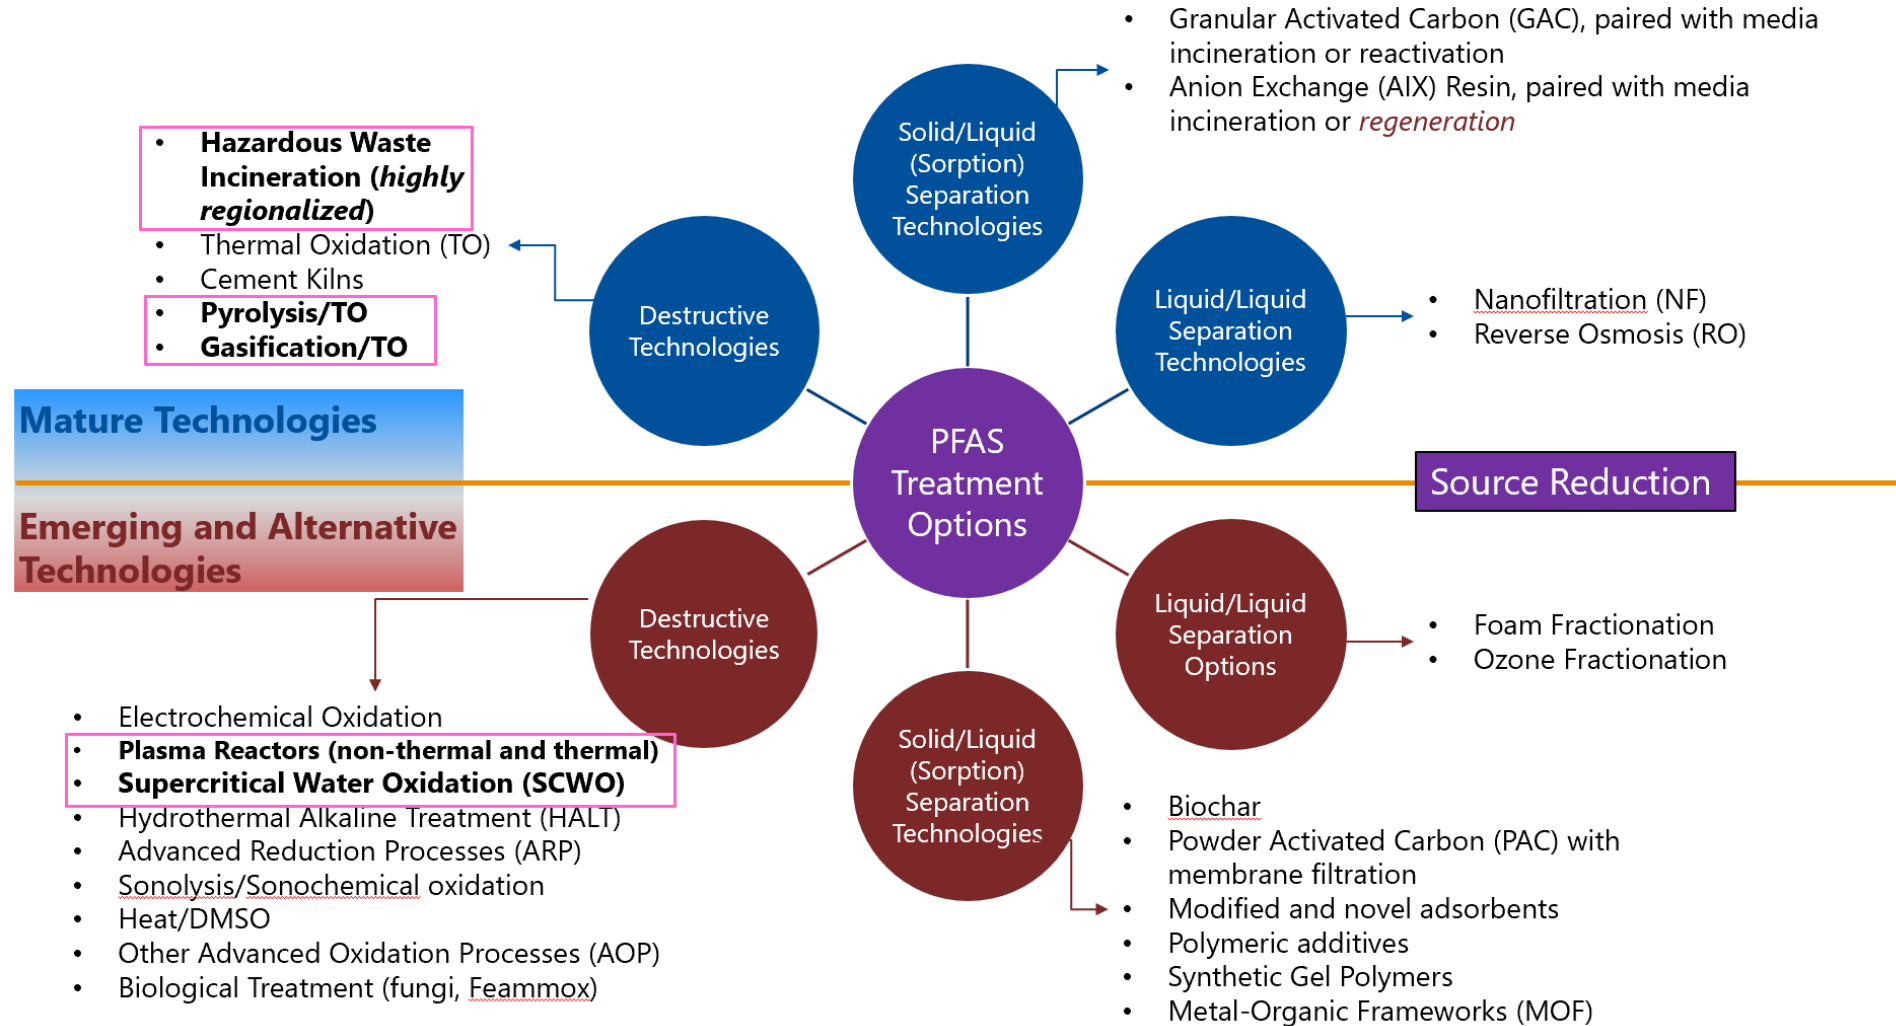 • Granular Activated Carbon (GAC), paired with media
incineration or reactivation
• Anion Exchange (AIX) Resin, paired with media
incineration or regeneration
Solid/Liquid
(Sorption)
Separation
Technologies
• Hazardous Waste
Incineration (highly
regionalized)
• Thermal Oxidation (TO)
• Cement Kilns
• Pyrolysis/TO
• Gasification/TO
Destructive
Technologies
Liquid/Liquid
Separation
Technologies
• Nanofiltration (NF)
• Reverse Osmosis (RO)
Mature Technologies
PFAS
Treatment
Options
Source Reduction
Emerging and Alternative
Technologies
Destructive
Technologies
Liquid/Liquid
Separation
Options
• Foam Fractionation
• Ozone Fractionation
• Electrochemical Oxidation
• Plasma Reactors (non-thermal and thermal)
• Supercritical Water Oxidation (SCWO)
• Hydrothermal Alkaline Treatment (HALT)
• Advanced Reduction Processes (ARP)
• Sonolysis/Sonochemical oxidation
• Heat/DMSO
• Other Advanced Oxidation Processes (AOP)
• Biological Treatment (fungi, Feammox)
Solid/Liquid
(Sorption)
Separation
Technologies
• Biochar
• Powder Activated Carbon (PAC) with
membrane filtration
• Modified and novel adsorbents
• Polymeric additives
• Synthetic Gel Polymers
• Metal-Organic Frameworks (MOF)